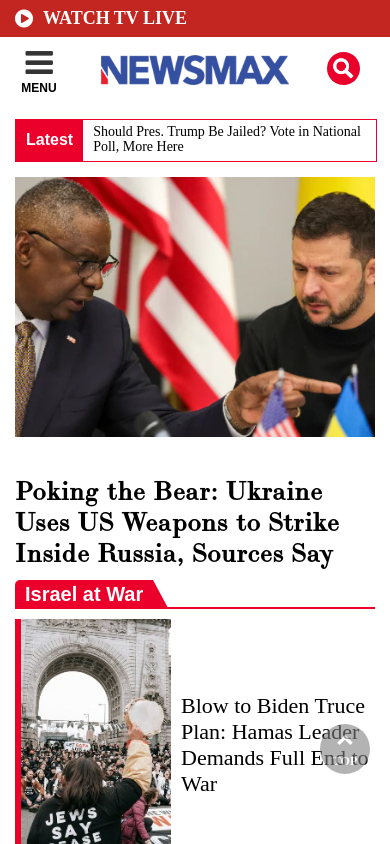 WATCH TV LIVE
MENU
NEWSMAX
Latest
Should Pres. Trump Be Jailed? Vote in National
Poll, More Here
Poking the Bear: Ukraine
Uses US Weapons to Strike
Inside Russia, Sources Say
Israel at War
Blow to Biden Truce
Plan: Hamas Leader
Demands Full End to
War
JEWS
SAY